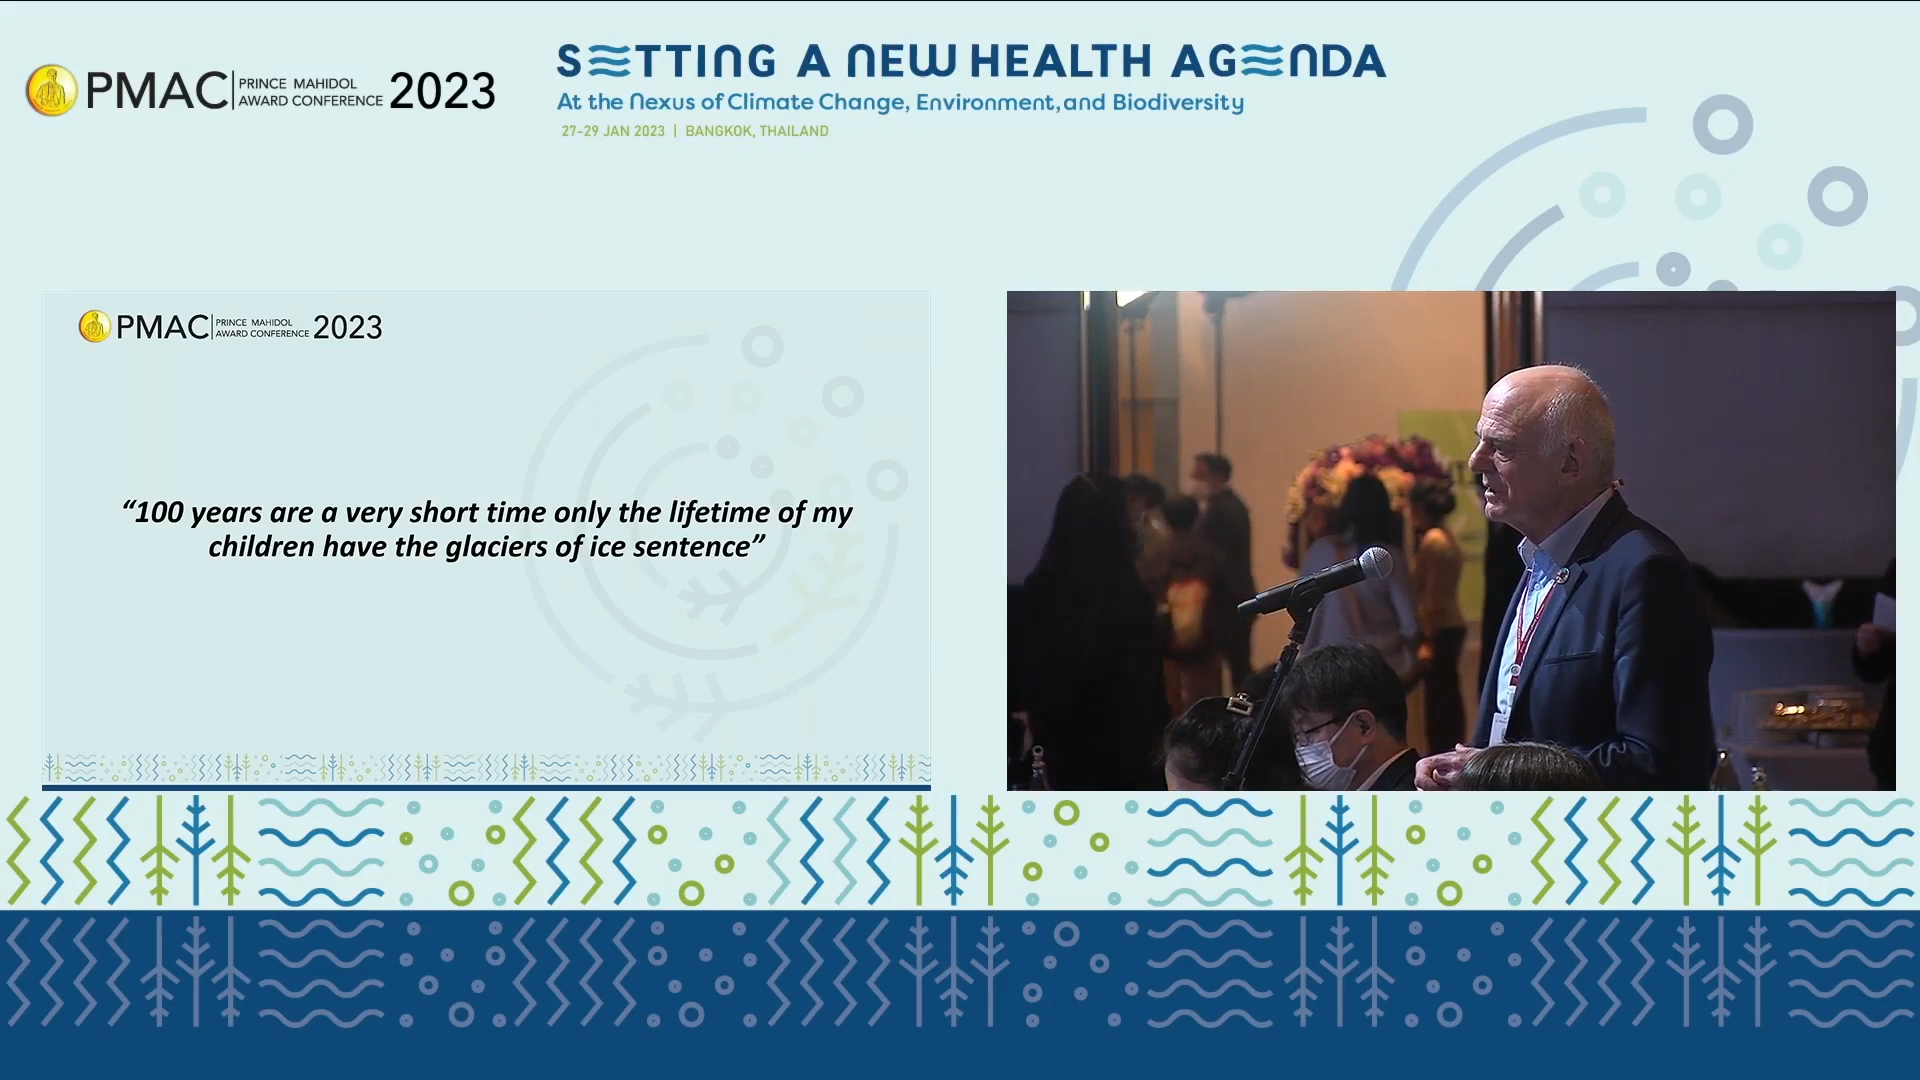 PMAC PRINCE MAHIDOL AWARD CONFERENCE 2023
SETTING A NEW HEALTH AGENDA
At the Nexus of Climate Change, Environment, and Biodiversity
27-29 JAN 2023 | BANGKOK, THAILAND
PMAC PRINCE MAHIDOL AWARD CONFERENCE 2023
“100 years are a very short time only the lifetime of my
children have the glaciers of ice sentence”